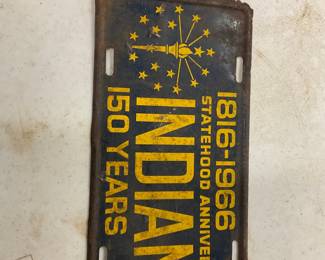 1816-1966
STATEHOOD ANNIVE
INDIAN
150 YEARS